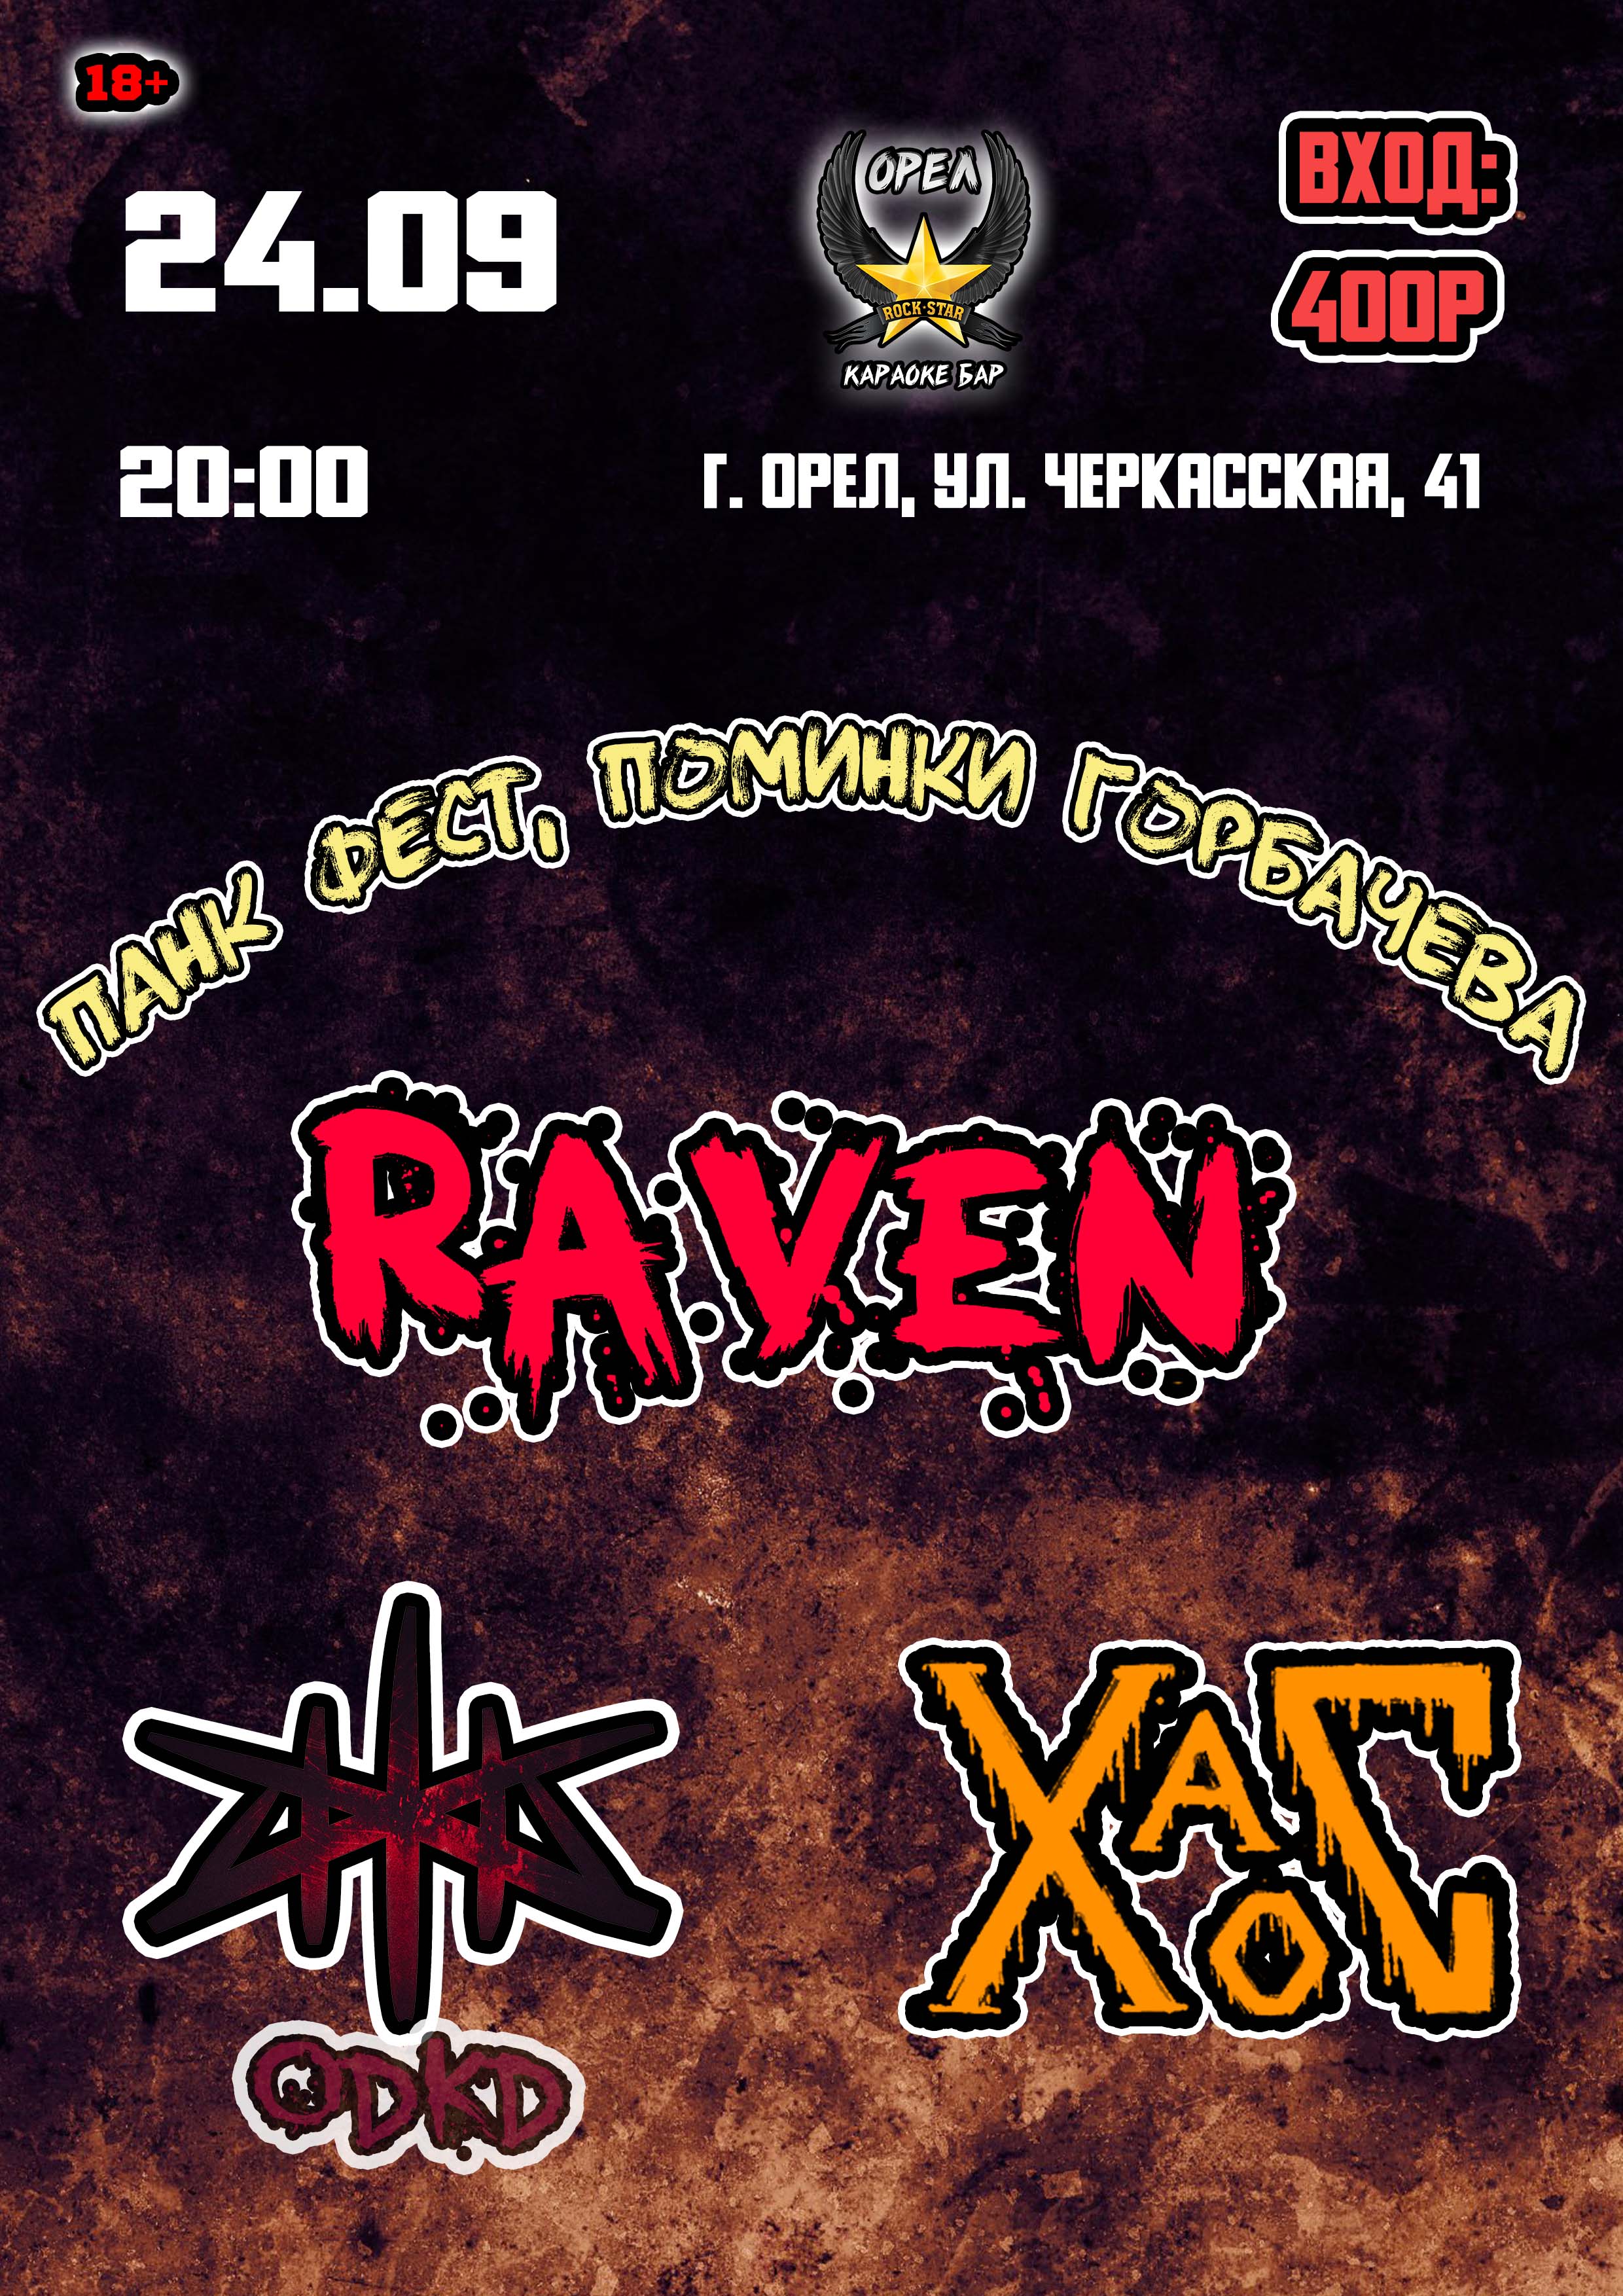 18+
24.09
ОРЕЛ
ROCK-STAR
КАРАОКЕ БАР
ВХОД:
400Р
20:00
Г. ОРЕЛ, УЛ. ЧЕРКАССКАЯ, 41
ПАНК ФЕСТ, ПОМИНКИ ГОРБАЧЕВА
RAVEN
ODKD
ХАОС